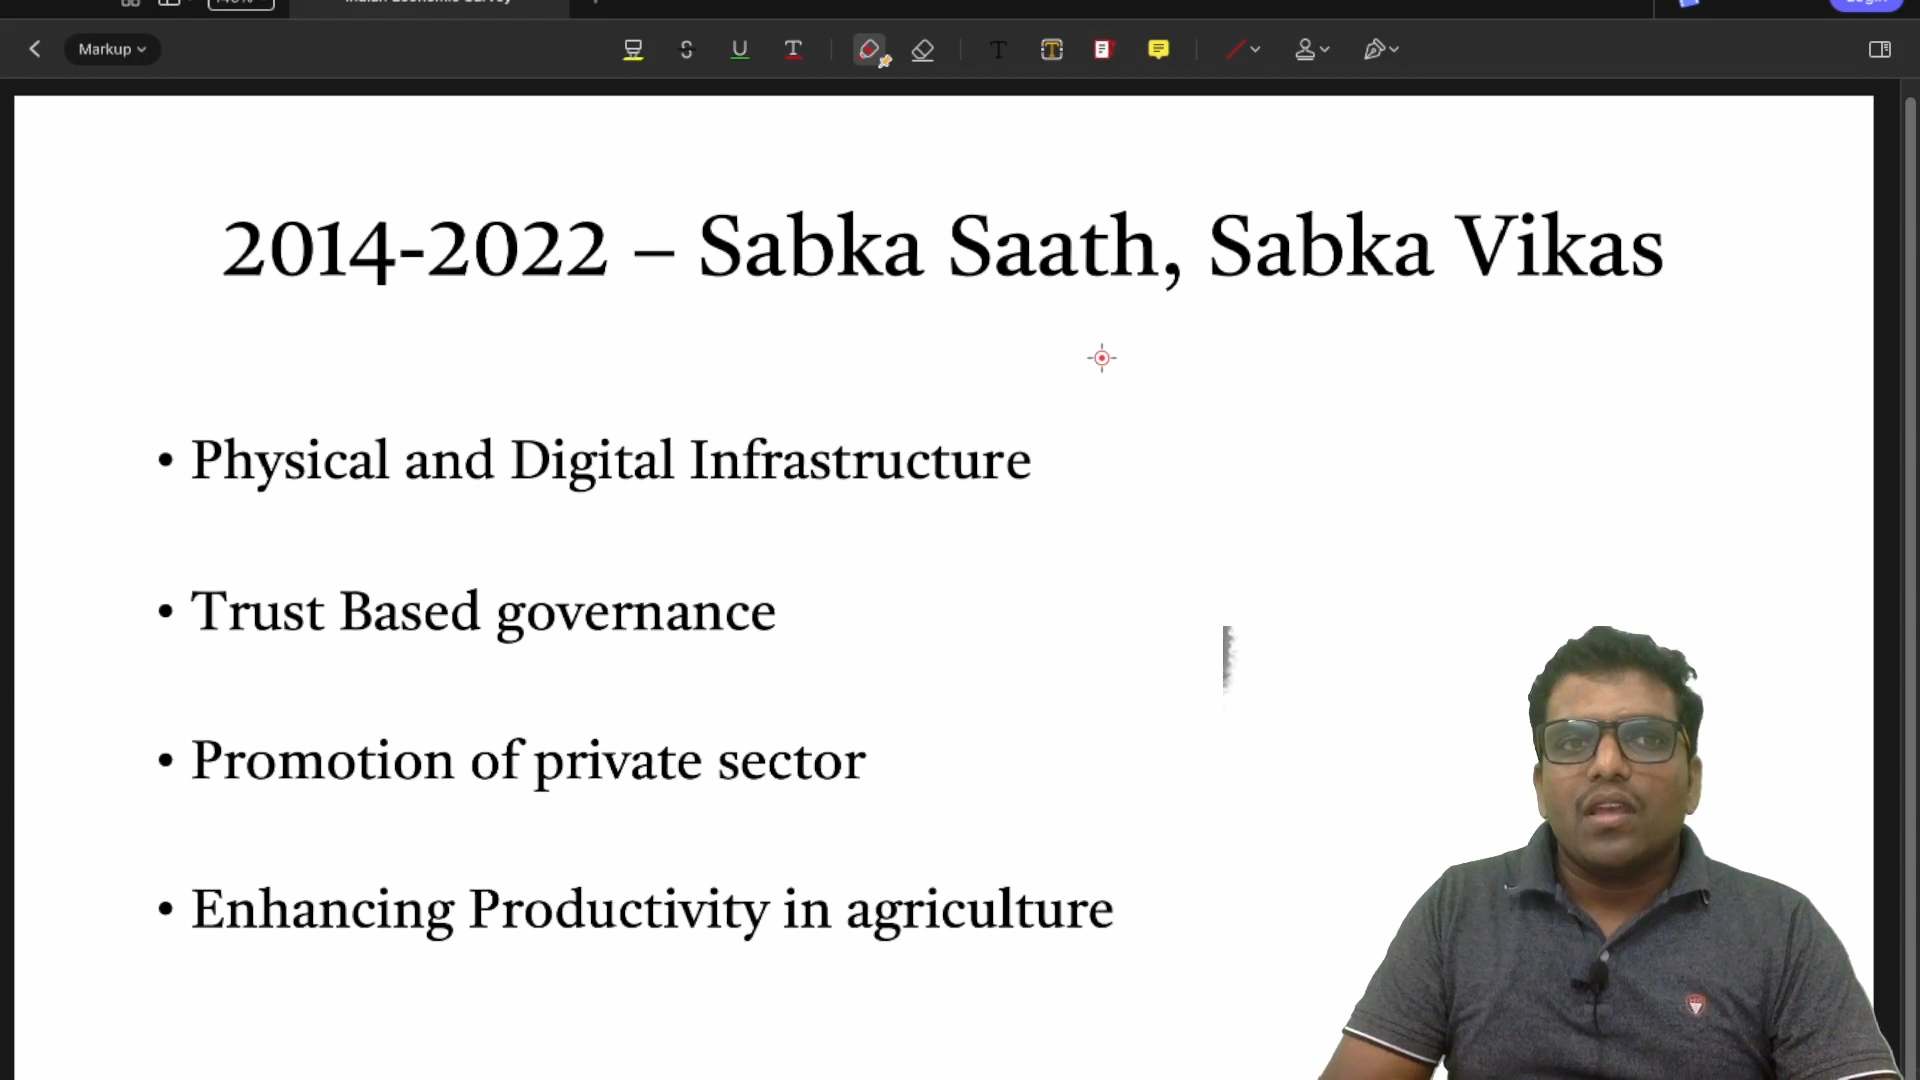 Markup
2014-2022 – Sabka Saath, Sabka Vikas
• Physical and Digital Infrastructure
• Trust Based governance
• Promotion of private sector
• Enhancing Productivity in agriculture